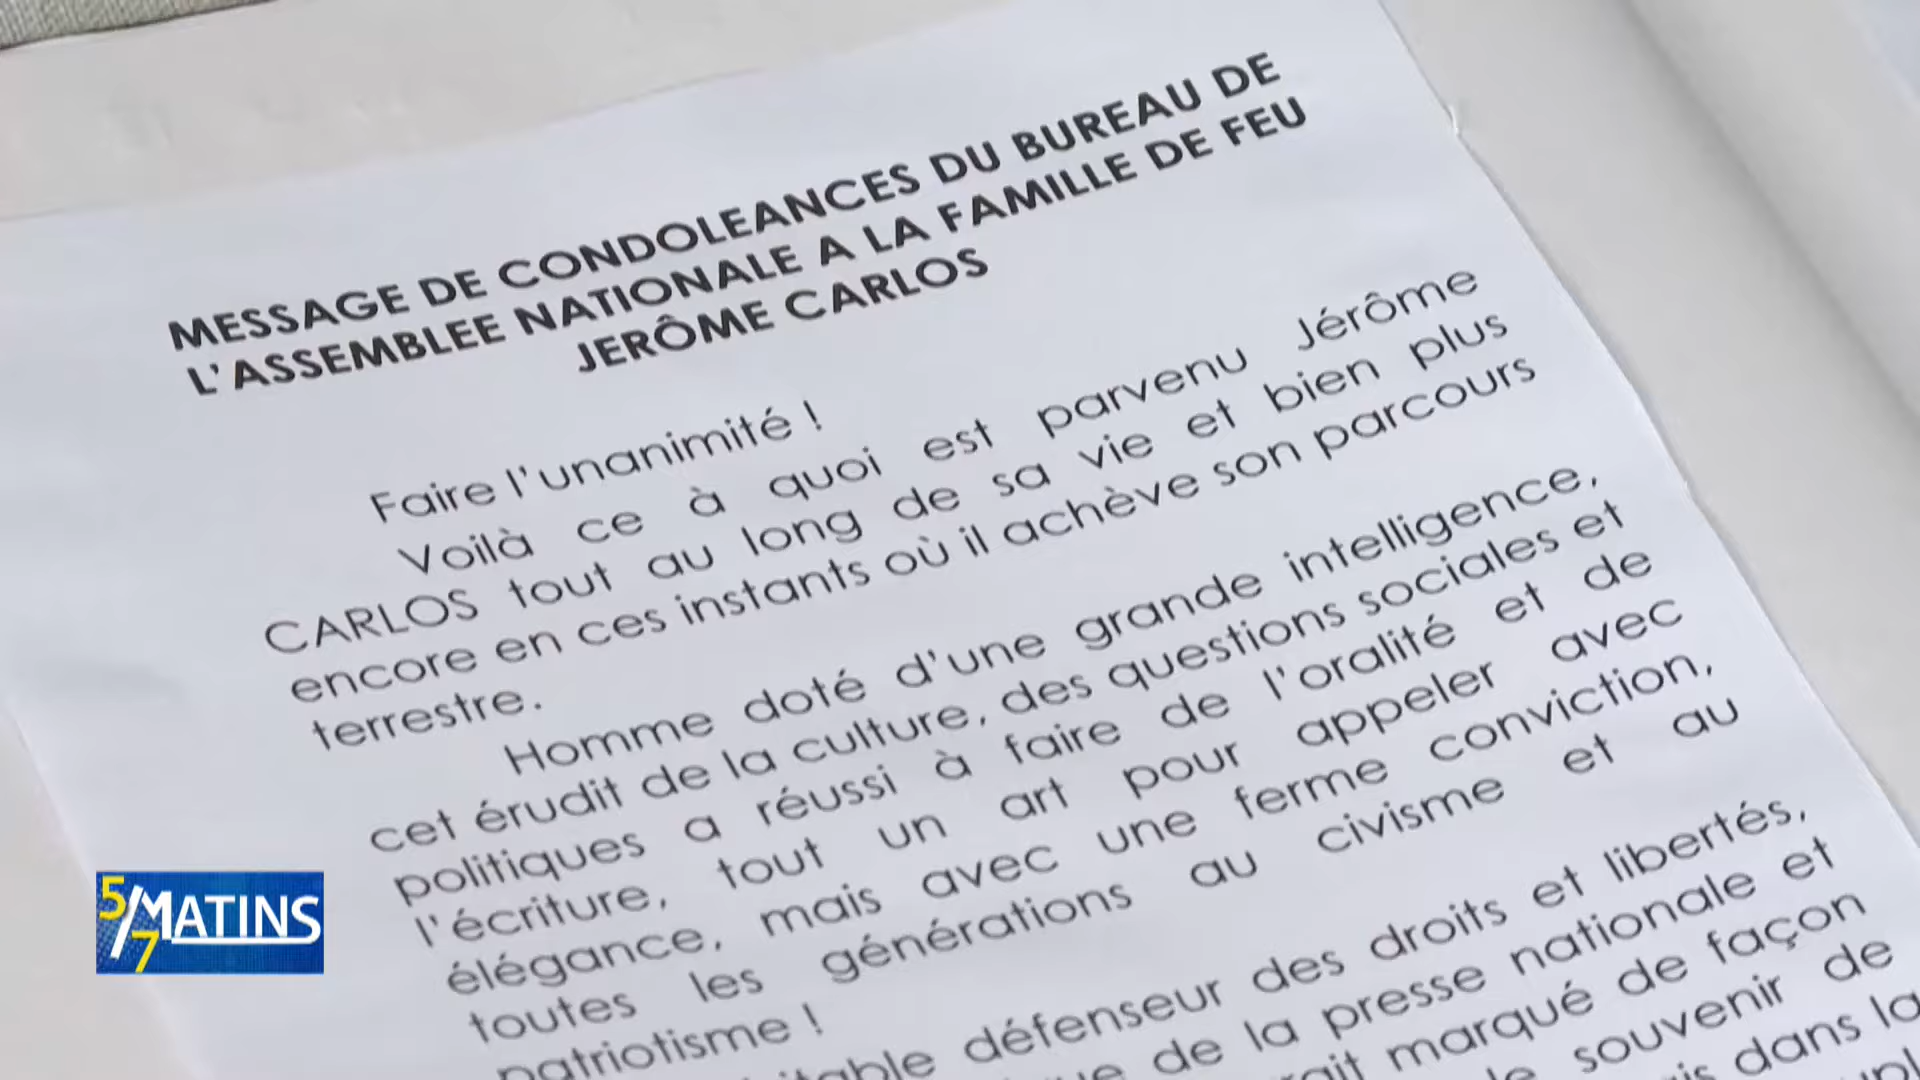 MESSAGE DE CONDOLEANCES DU BUREAU DE
L'ASSEMBLEE NATIONALE A LA FAMILLE DE FEU
JERÔME CARLOS
Faire l'unanimité !
Voilà ce à quoi est parvenu Jérôme
CARLOS tout au long de sa vie et bien plus
encore en ces instants où il achève son parcours
terrestre.
Homme doté d'une grande intelligence,
cet érudit de la culture, des questions sociales et
politiques a réussi à faire de l'oralité et de
l'écriture, tout un art pour appeler avec
élégance, mais avec une ferme conviction,
toutes les générations au civisme et au
patriotisme !
défenseur des droits et libertés,
de la presse nationale et
marqué de façon
souvenir de
dans la
5/7 MATINS